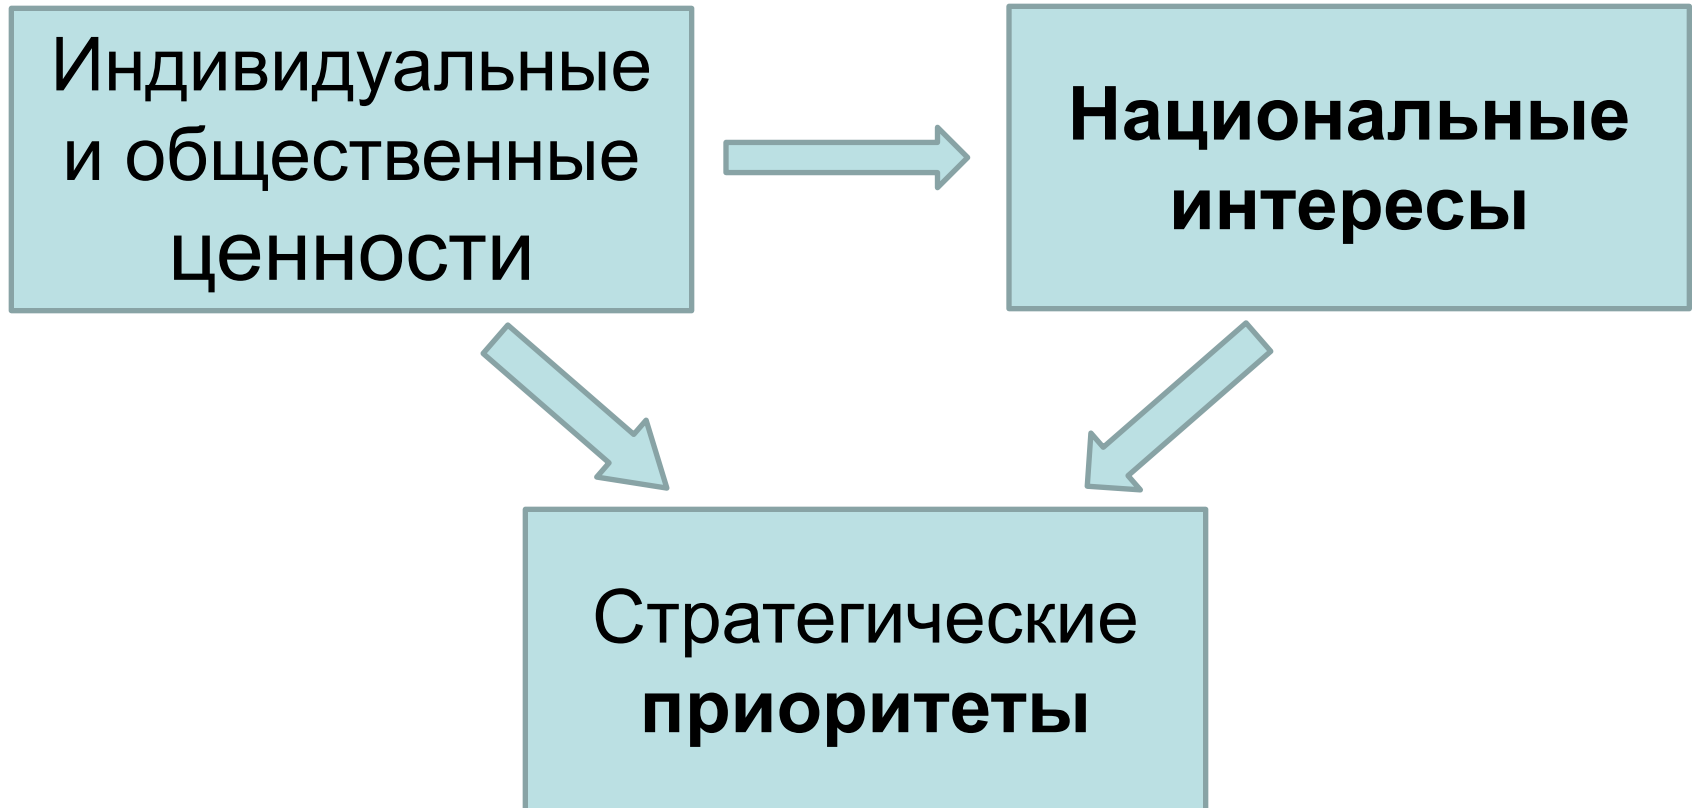 Индивидуальные
и общественные
ценности
Национальные
интересы
Стратегические
приоритеты